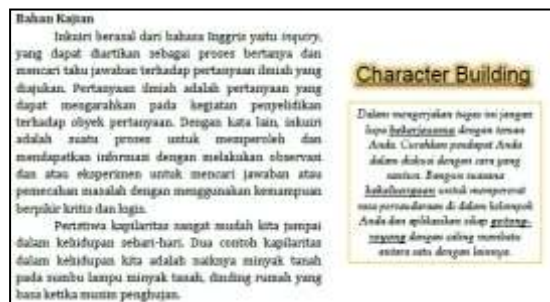 Bahan Kajian
Inkuiri berasal dari bahasa Inggris yaitu inquiry,
yang dapat diartikan sebagai proses bertanya dan
mencari tahu jawaban terhadap pertanyaan ilmiah yang
diajukan. Pertanyaan ilmiah adalah pertanyaan yang
dapat mengarahkan pada kegiatan penyelidikan
terhadap obyek pertanyaan. Dengan kata lain, inkuiri
adalah suatu proses untuk memperoleh dan
mendapatkan informasi dengan melakukan observasi
dan atau eksperimen untuk mencari jawaban atau
pemecahan masalah dengan menggunakan kemampuan
berpikir kritis dan logis.
Peristiwa kapilaritas sangat mudah kita jumpai
dalam kehidupan sehari-hari. Dua contoh kapilaritas
dalam kehidupan kita adalah naiknya minyak tanah
pada sumbu lampu minyak tanah, dinding rumah yang
basa ketika musim penghujan.
Character Building
Dalam mengerjakan tugas ini jangan
lupa bekerjasama dengan teman
Anda. Curahkan pendapat Anda
dalam diskusi dengan cara yang
santun. Bangun suasana
kekeluargaan untuk mempererat
rasa persaudaraan di dalam kelompok
Anda dan aplikasikan sikap gotong-
royong dengan saling membantu
antara satu dengan lainnya.